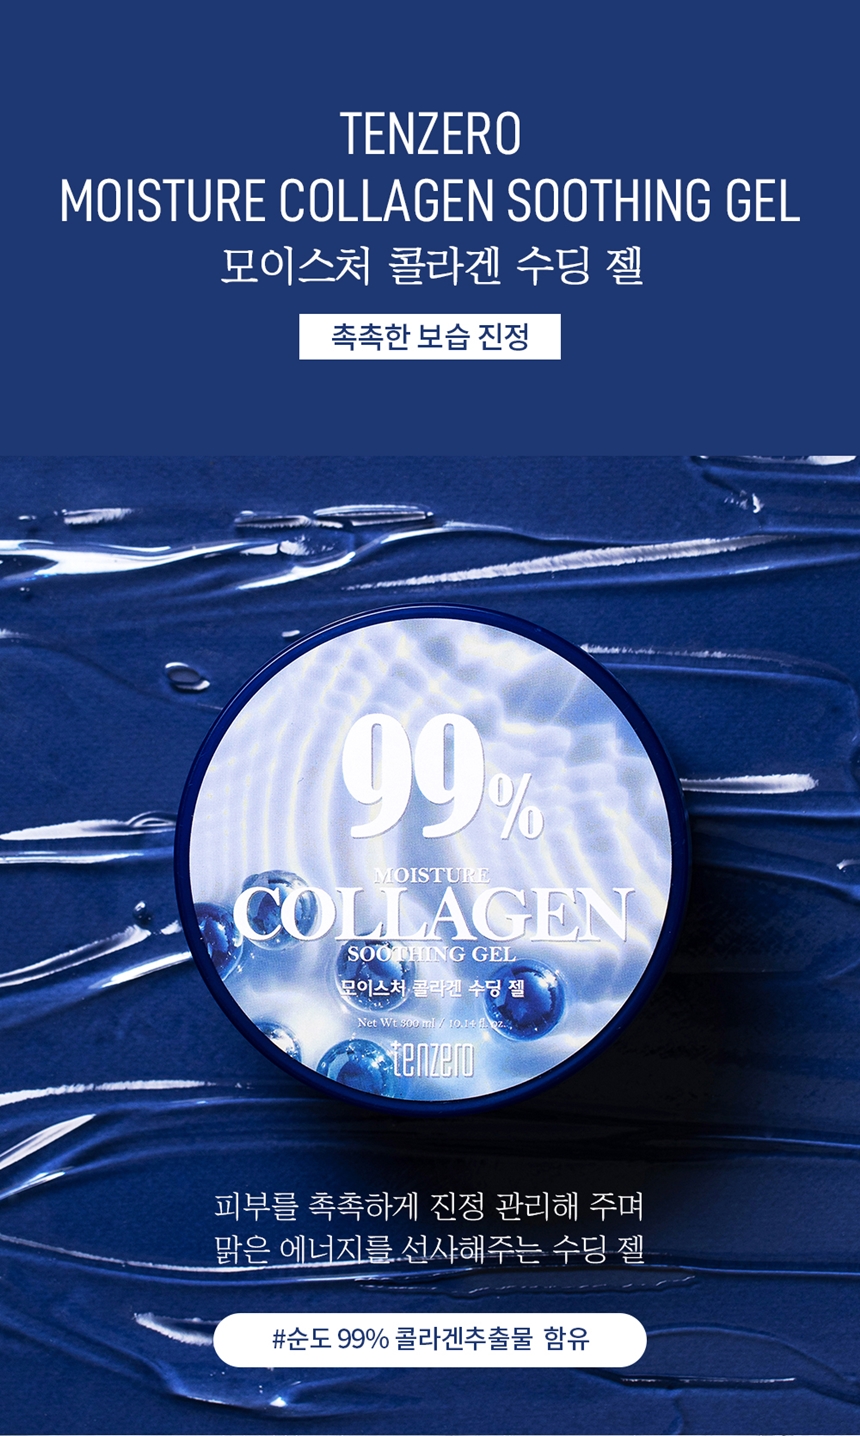 TENZERO
MOISTURE COLLAGEN SOOTHING GEL
모이스처 콜라겐 수딩 젤
촉촉한 보습 진정
99%
MOISTURE
COLLAGEN
SOOTHING GEL
모이스처 콜라겐 수딩 젤
Net Wt 300 ml / 10.14 fl. oz.
tenzero
피부를 촉촉하게 진정 관리해 주며
맑은 에너지를 선사해주는 수딩 젤
#순도 99% 콜라겐추출물 함유